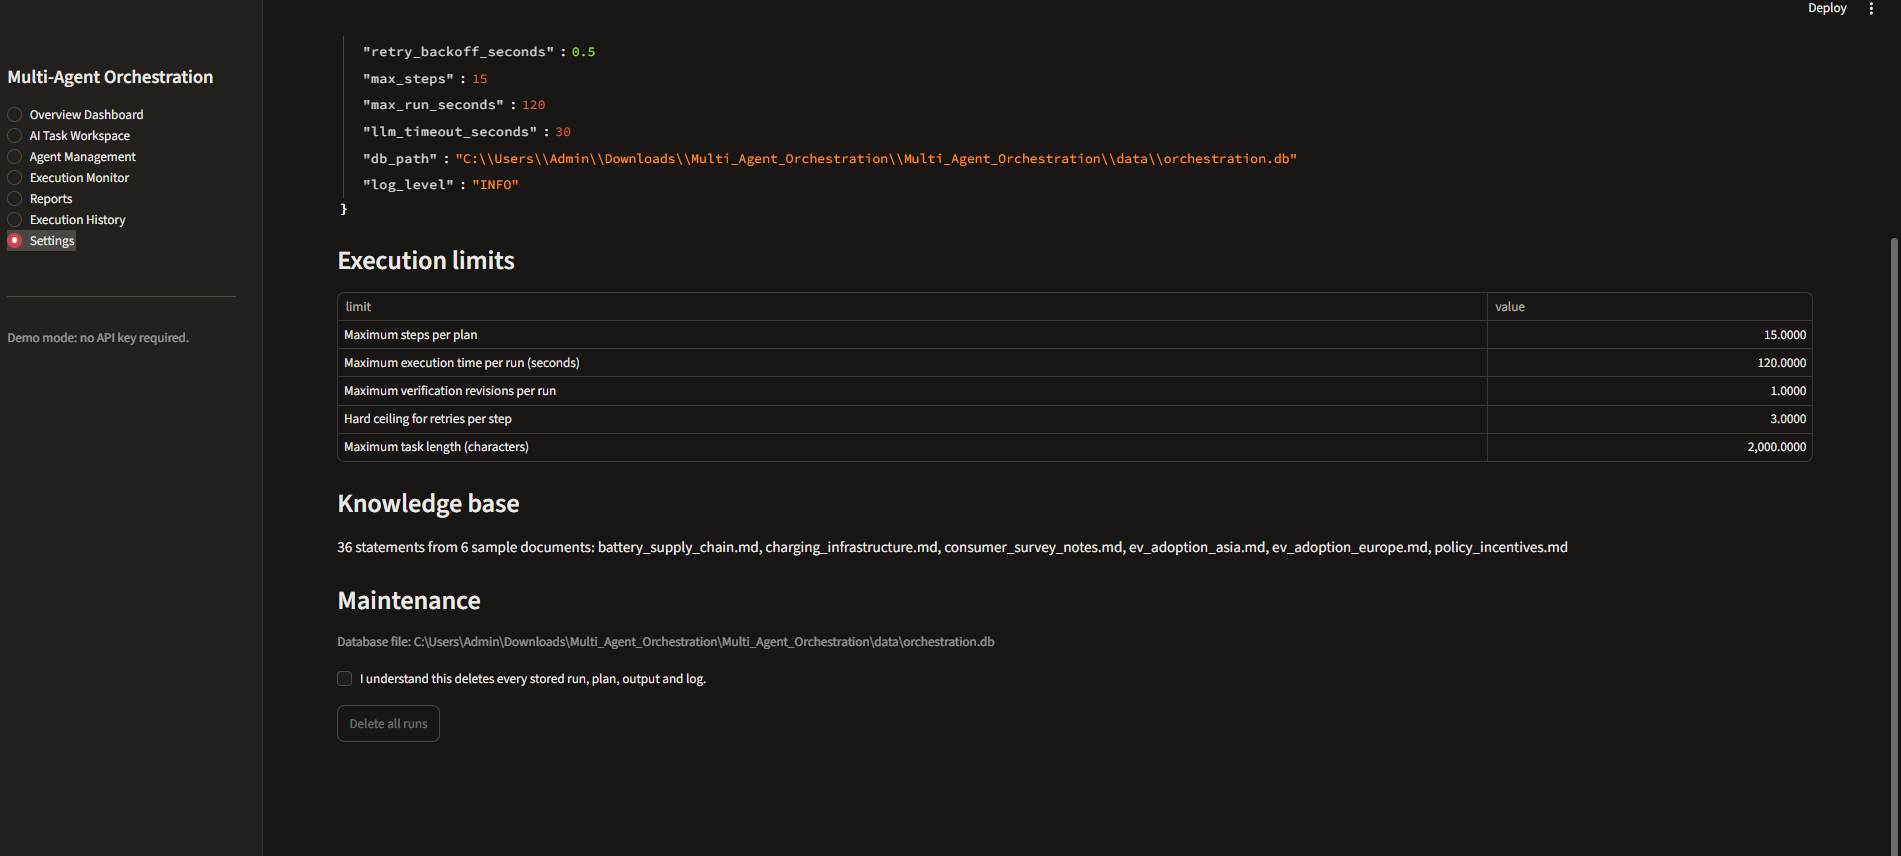 Deploy
Multi-Agent Orchestration
Overview Dashboard
AI Task Workspace
Agent Management
Execution Monitor
Reports
Execution History
Settings
Demo mode: no API key required.
"retry_backoff_seconds" : 0.5
"max_steps" : 15
"max_run_seconds" : 120
"llm_timeout_seconds" : 30
"db_path" : "C:\\Users\\Admin\\Downloads\\Multi_Agent_Orchestration\\Multi_Agent_Orchestration\\data\\orchestration.db"
"log_level" : "INFO"
}
Execution limits
limit value
Maximum steps per plan 15.0000
Maximum execution time per run (seconds) 120.0000
Maximum verification revisions per run 1.0000
Hard ceiling for retries per step 3.0000
Maximum task length (characters) 2,000.0000
Knowledge base
36 statements from 6 sample documents: battery_supply_chain.md, charging_infrastructure.md, consumer_survey_notes.md, ev_adoption_asia.md, ev_adoption_europe.md, policy_incentives.md
Maintenance
Database file: C:\Users\Admin\Downloads\Multi_Agent_Orchestration\Multi_Agent_Orchestration\data\orchestration.db
I understand this deletes every stored run, plan, output and log.
Delete all runs